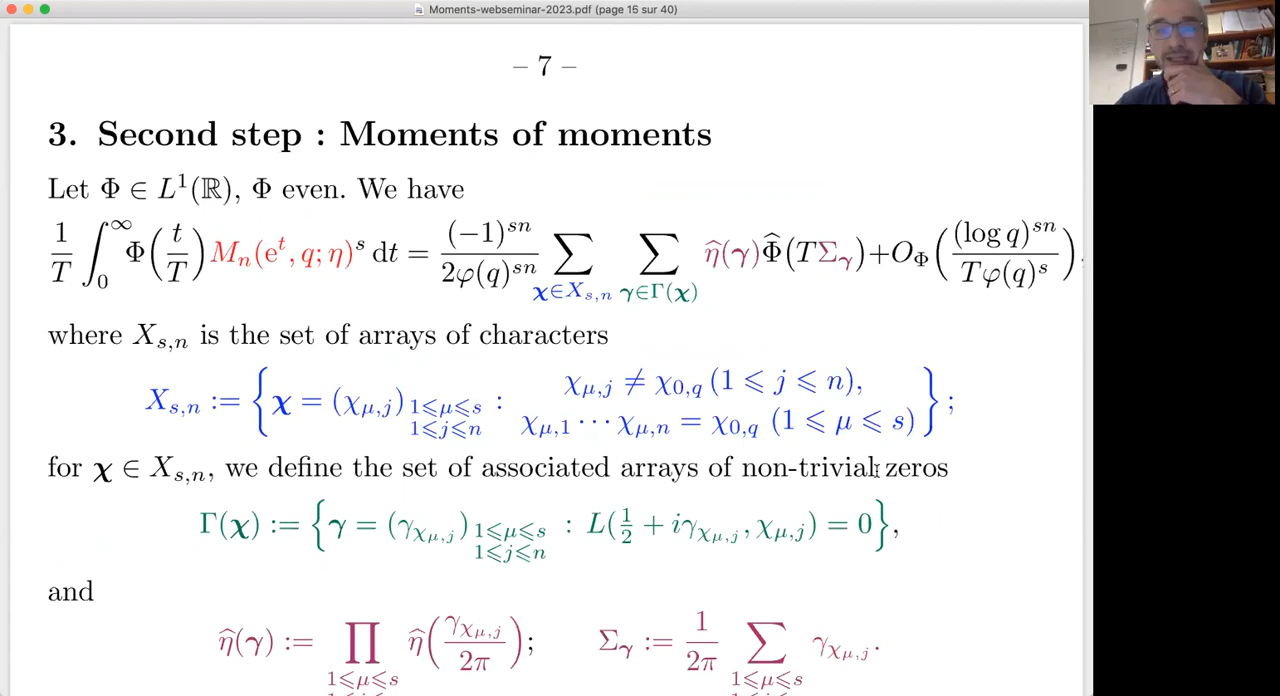 Moments-webseminar-2023.pdf (page 15 sur 40)
– 7 –
3. Second step : Moments of moments
Let Φ ∈ L¹(ℝ), Φ even. We have
1/T ∫₀^∞ Φ(t/T) Mₙ(eᵗ, q; η)ˢ dt = (−1)^{sn} / 2φ(q)^{sn} ∑_{χ∈X_{s,n}} ∑_{γ∈Γ(χ)} η̂(γ)Φ̂(TΣ_γ)+O_Φ((log q)^{sn} / Tφ(q)^s)
where X_{s,n} is the set of arrays of characters
X_{s,n} := {χ = (χ_{μ,j})_{1⩽μ⩽s, 1⩽j⩽n} : χ_{μ,j} ≠ χ_{0,q} (1 ⩽ j ⩽ n), χ_{μ,1} ··· χ_{μ,n} = χ_{0,q} (1 ⩽ μ ⩽ s)};
for χ ∈ X_{s,n}, we define the set of associated arrays of non-trivial zeros
Γ(χ) := {γ = (γ_{χ_{μ,j}})_{1⩽μ⩽s, 1⩽j⩽n} : L(½ + iγ_{χ_{μ,j}}, χ_{μ,j}) = 0},
and
η̂(γ) := ∏_{1⩽μ⩽s} η̂(γ_{χ_{μ,j}} / 2π); Σ_γ := 1/2π ∑_{1⩽μ⩽s} γ_{χ_{μ,j}}.